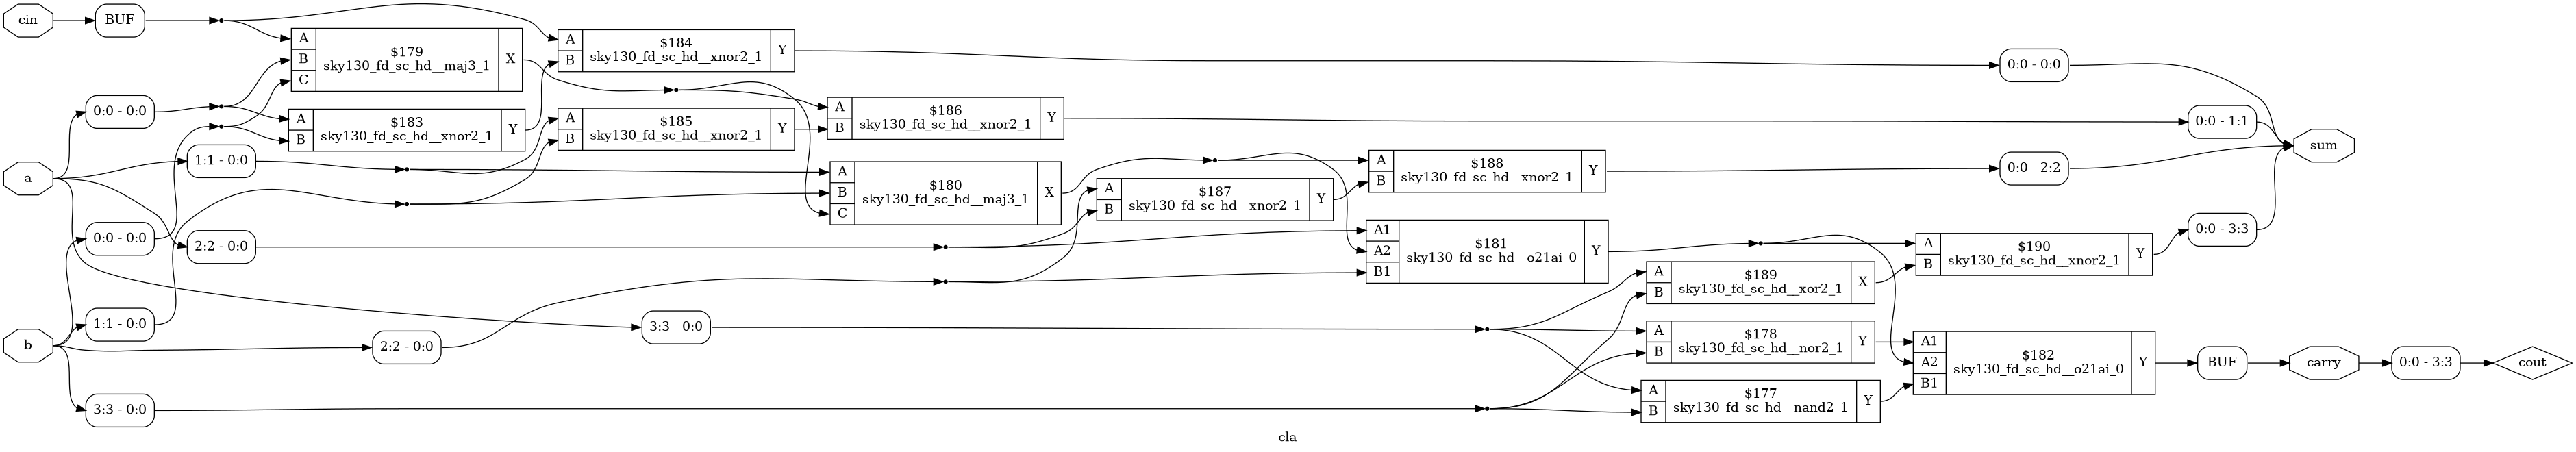 cin
BUF
A
B
C
$179
sky130_fd_sc_hd__maj3_1
X
A
B
$184
sky130_fd_sc_hd__xnor2_1
Y
0:0 - 0:0
0:0 - 0:0
A
B
$183
sky130_fd_sc_hd__xnor2_1
Y
A
B
$185
sky130_fd_sc_hd__xnor2_1
Y
A
B
$186
sky130_fd_sc_hd__xnor2_1
Y
0:0 - 1:1
sum
a
1:1 - 0:0
A
B
C
$180
sky130_fd_sc_hd__maj3_1
X
A
B
$187
sky130_fd_sc_hd__xnor2_1
Y
A
B
$188
sky130_fd_sc_hd__xnor2_1
Y
0:0 - 2:2
0:0 - 0:0
2:2 - 0:0
A1
A2
B1
$181
sky130_fd_sc_hd__o21ai_0
Y
A
B
$190
sky130_fd_sc_hd__xnor2_1
Y
0:0 - 3:3
A
B
$189
sky130_fd_sc_hd__xor2_1
X
b
1:1 - 0:0
2:2 - 0:0
3:3 - 0:0
A
B
$178
sky130_fd_sc_hd__nor2_1
Y
A1
A2
B1
$182
sky130_fd_sc_hd__o21ai_0
Y
BUF
carry
0:0 - 3:3
cout
3:3 - 0:0
A
B
$177
sky130_fd_sc_hd__nand2_1
Y
cla